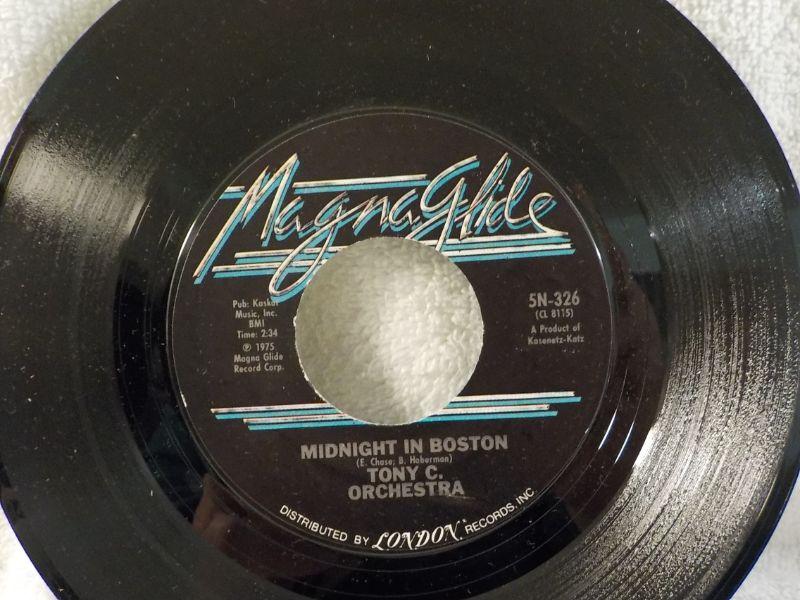 MagnaGlide
Pub: Kaskat
Music, Inc.
BMI
Time: 2:34
℗ 1975
Magna Glide
Record Corp.
5N-326
(CL 8115)
A Product of
Kasenetz-Katz
MIDNIGHT IN BOSTON
(E. Chase; B. Haberman)
TONY C.
ORCHESTRA
DISTRIBUTED BY LONDON RECORDS, INC